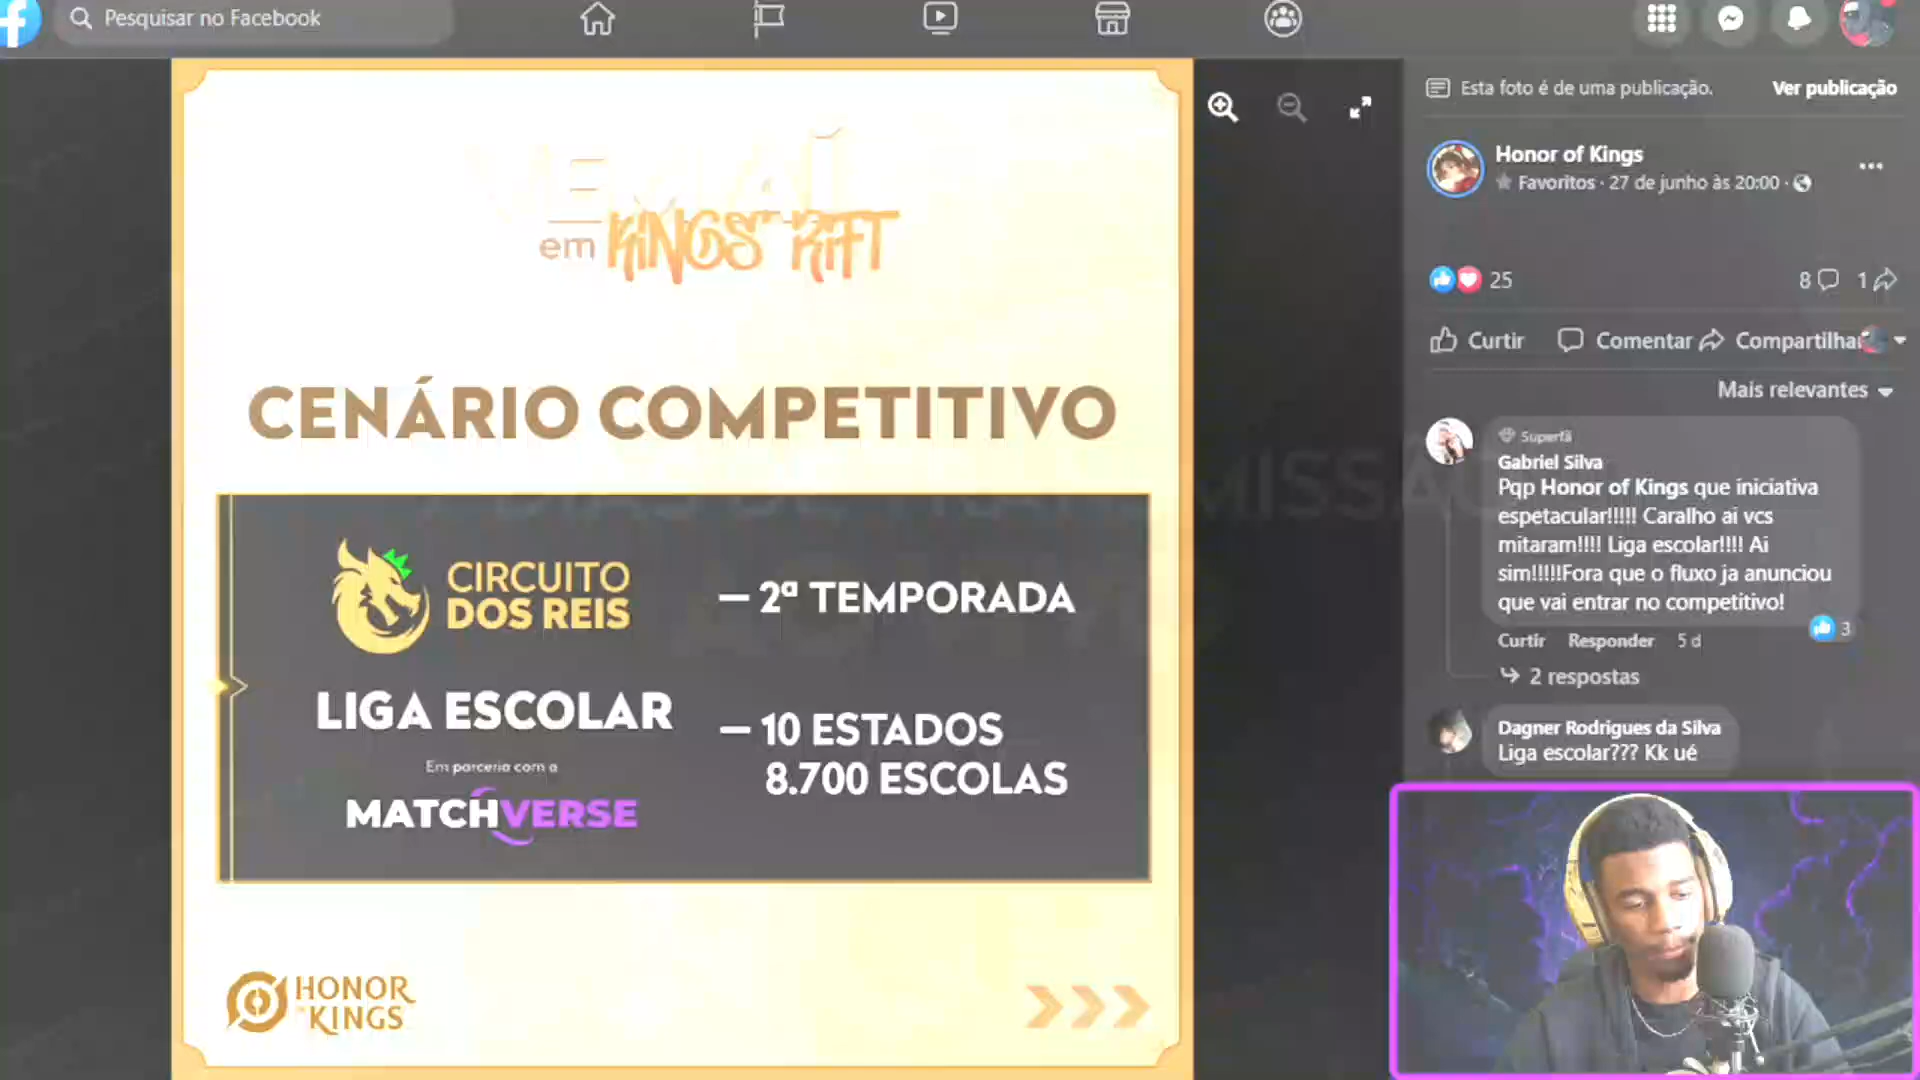 Pesquisar no Facebook
em KINGS' RIFT
CENÁRIO COMPETITIVO
CIRCUITO
DOS REIS
— 2ª TEMPORADA
LIGA ESCOLAR
Em parceria com a
MATCHVERSE
— 10 ESTADOS
8.700 ESCOLAS
HONOR
OF KINGS
Esta foto é de uma publicação.
Ver publicação
Honor of Kings
Favoritos · 27 de junho às 20:00 ·
25
8
1
Curtir
Comentar
Compartilhar
Mais relevantes
Superfã
Gabriel Silva
Pqp Honor of Kings que iniciativa
espetacular!!!!! Caralho ai vcs
mitaram!!!! Liga escolar!!!! Ai
sim!!!!!Fora que o fluxo ja anunciou
que vai entrar no competitivo!
3
Curtir
Responder
5 d
2 respostas
Dagner Rodrigues da Silva
Liga escolar??? Kk ué